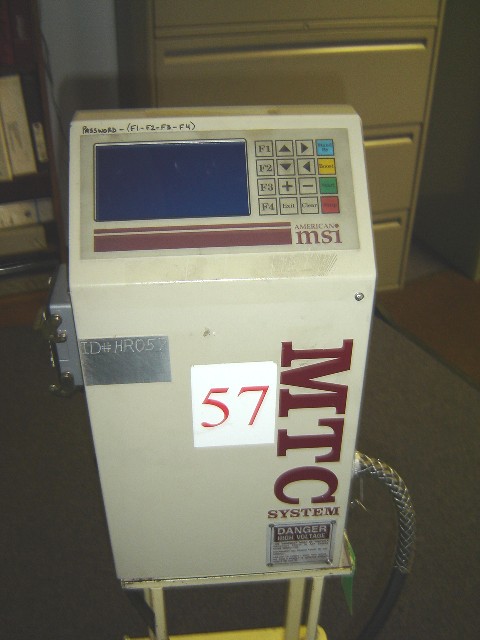 PASSWORD - (F1-F2-F3-F4)
F1
F2
F3 + −
F4 Exit Clear
AMERICAN
msi
ID# HR055
57
MTC
SYSTEM
DANGER
HIGH VOLTAGE